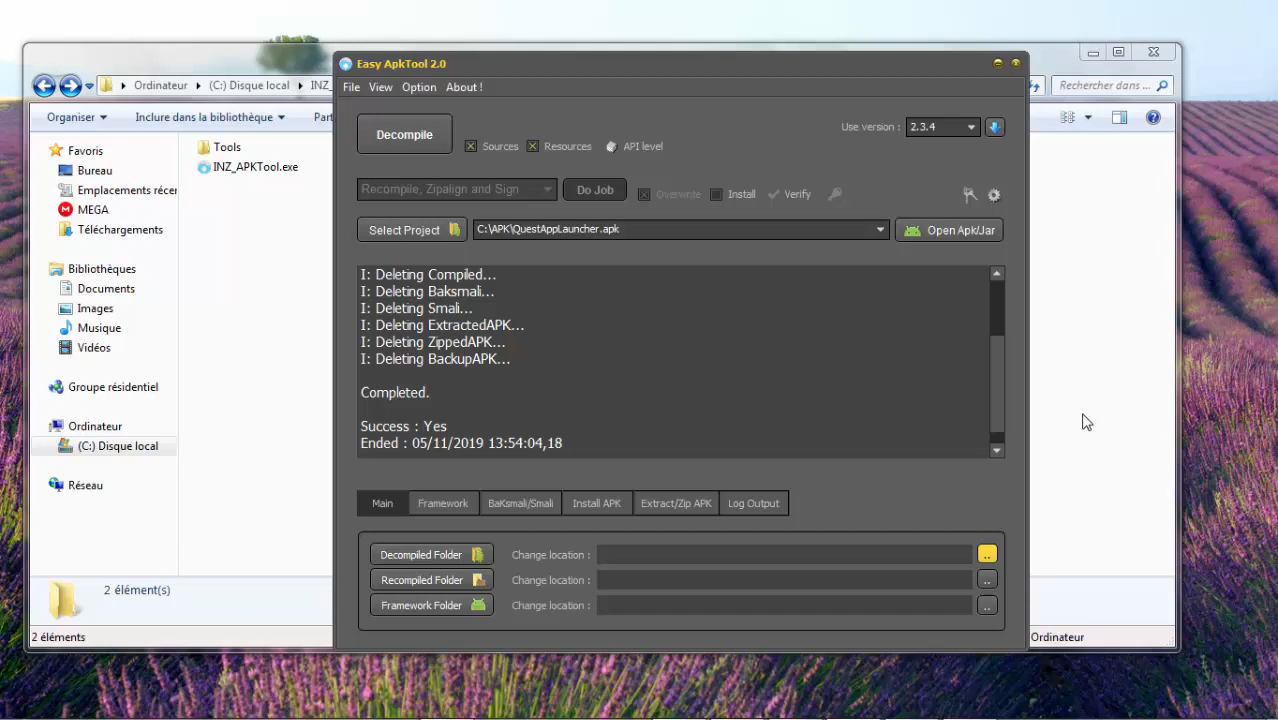 Easy ApkTool 2.0
Ordinateur
(C:) Disque local
INZ_
Rechercher dans ...
File
View
Option
About !
Organiser
Inclure dans la bibliothèque
Part
Decompile
Sources
Resources
API level
Use version :
2.3.4
Favoris
Bureau
Emplacements récer
MEGA
Téléchargements
Bibliothèques
Documents
Images
Musique
Vidéos
Groupe résidentiel
Ordinateur
(C:) Disque local
Réseau
Tools
INZ_APKTool.exe
Recompile, Zipalign and Sign
Do Job
Overwrite
Install
Verify
Select Project
C:\APK\QuestAppLauncher.apk
Open Apk/Jar
I: Deleting Compiled...
I: Deleting Baksmali...
I: Deleting Smali...
I: Deleting ExtractedAPK...
I: Deleting ZippedAPK...
I: Deleting BackupAPK...
Completed.
Success : Yes
Ended : 05/11/2019 13:54:04,18
Main
Framework
BaKsmali/Smali
Install APK
Extract/Zip APK
Log Output
Decompiled Folder
Change location :
..
Recompiled Folder
Change location :
..
Framework Folder
Change location :
..
2 élément(s)
2 éléments
Ordinateur